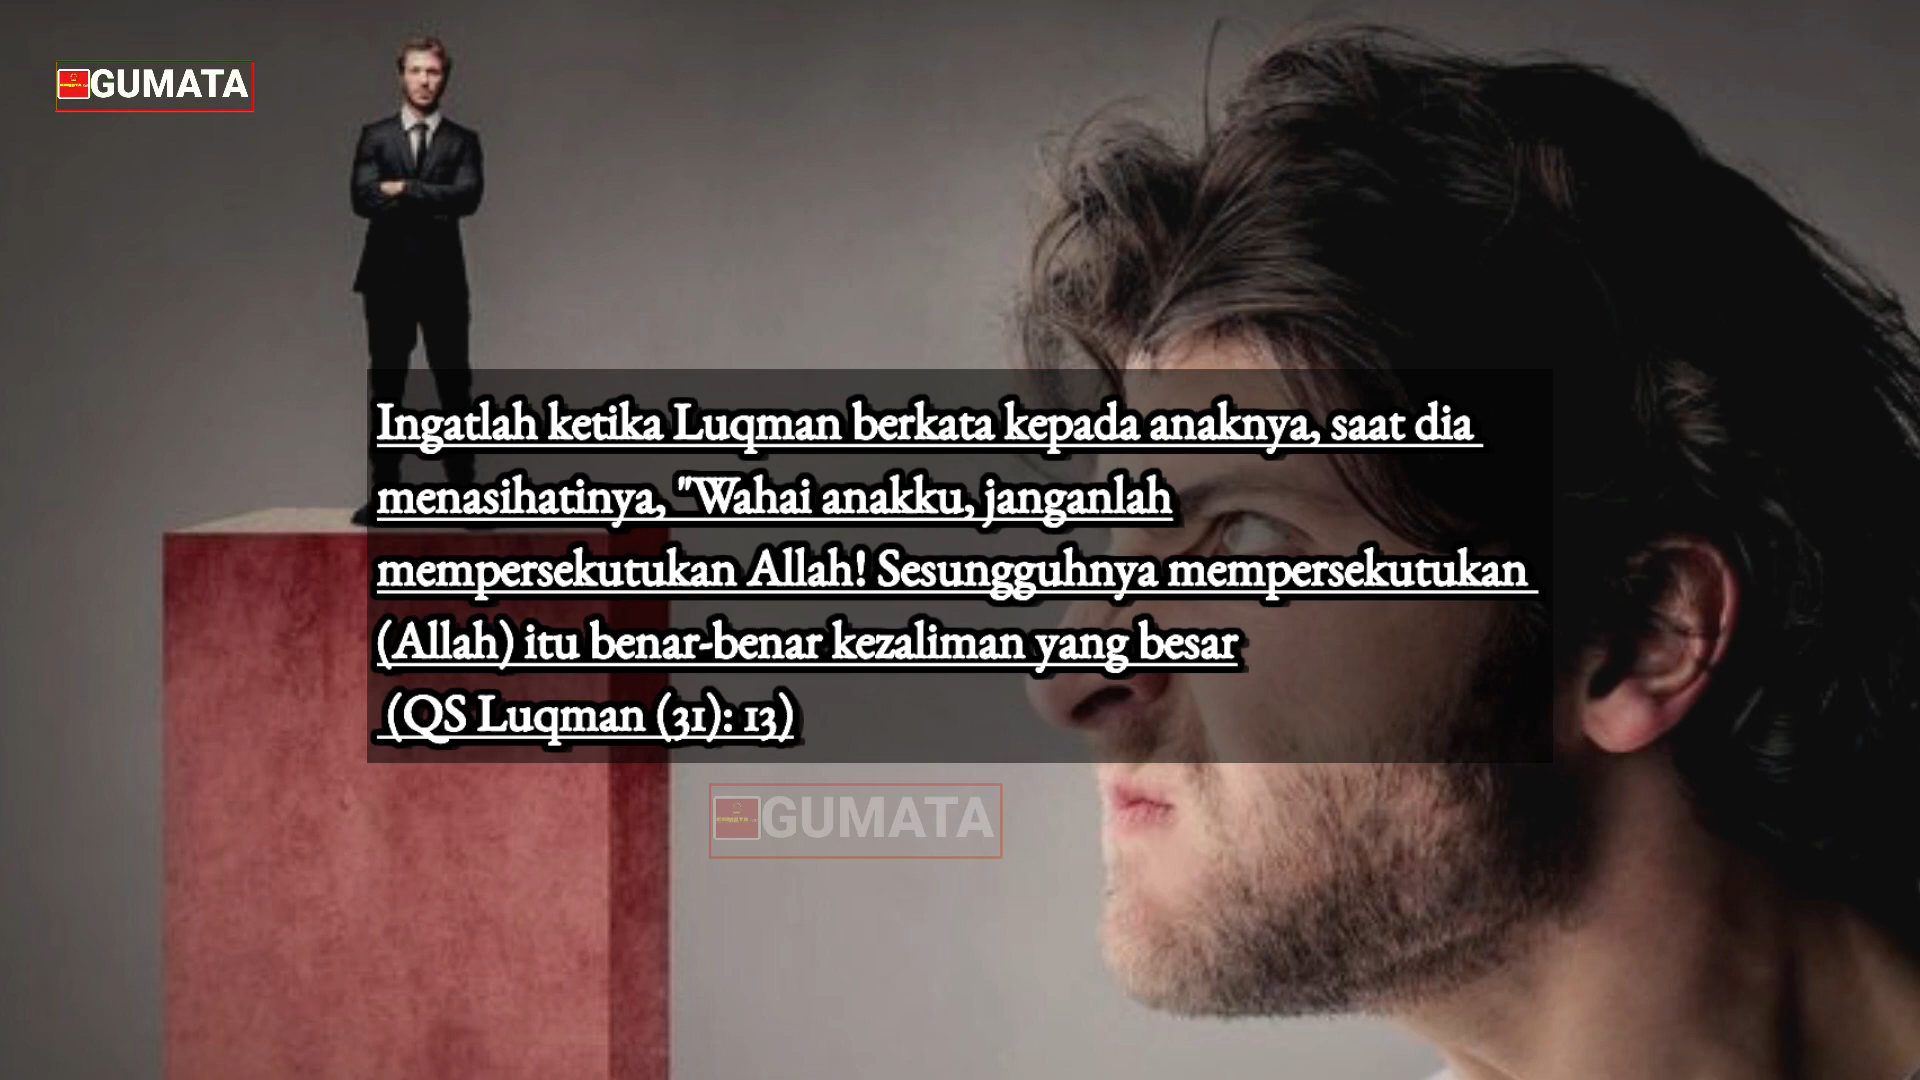 GUMATA
Ingatlah ketika Luqman berkata kepada anaknya, saat dia
menasihatinya, "Wahai anakku, janganlah
mempersekutukan Allah! Sesungguhnya mempersekutukan
(Allah) itu benar-benar kezaliman yang besar
(QS Luqman (31): 13)
GUMATA